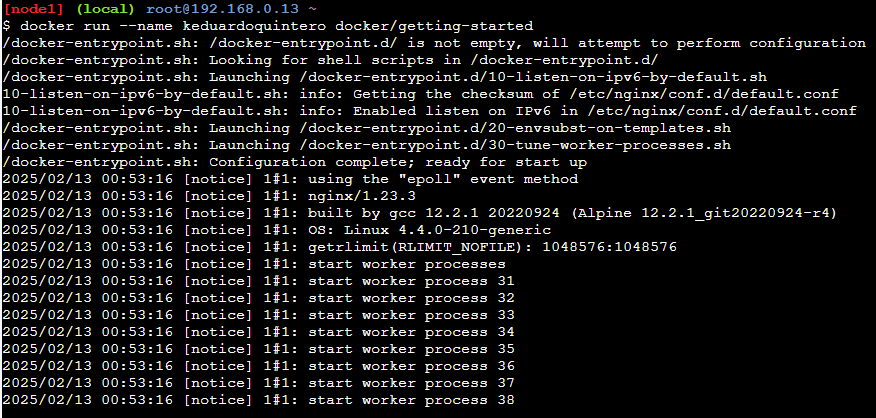 [node1] (local) root@192.168.0.13 ~
$ docker run --name keduardoquintero docker/getting-started
/docker-entrypoint.sh: /docker-entrypoint.d/ is not empty, will attempt to perform configuration
/docker-entrypoint.sh: Looking for shell scripts in /docker-entrypoint.d/
/docker-entrypoint.sh: Launching /docker-entrypoint.d/10-listen-on-ipv6-by-default.sh
10-listen-on-ipv6-by-default.sh: info: Getting the checksum of /etc/nginx/conf.d/default.conf
10-listen-on-ipv6-by-default.sh: info: Enabled listen on IPv6 in /etc/nginx/conf.d/default.conf
/docker-entrypoint.sh: Launching /docker-entrypoint.d/20-envsubst-on-templates.sh
/docker-entrypoint.sh: Launching /docker-entrypoint.d/30-tune-worker-processes.sh
/docker-entrypoint.sh: Configuration complete; ready for start up
2025/02/13 00:53:16 [notice] 1#1: using the "epoll" event method
2025/02/13 00:53:16 [notice] 1#1: nginx/1.23.3
2025/02/13 00:53:16 [notice] 1#1: built by gcc 12.2.1 20220924 (Alpine 12.2.1_git20220924-r4)
2025/02/13 00:53:16 [notice] 1#1: OS: Linux 4.4.0-210-generic
2025/02/13 00:53:16 [notice] 1#1: getrlimit(RLIMIT_NOFILE): 1048576:1048576
2025/02/13 00:53:16 [notice] 1#1: start worker processes
2025/02/13 00:53:16 [notice] 1#1: start worker process 31
2025/02/13 00:53:16 [notice] 1#1: start worker process 32
2025/02/13 00:53:16 [notice] 1#1: start worker process 33
2025/02/13 00:53:16 [notice] 1#1: start worker process 34
2025/02/13 00:53:16 [notice] 1#1: start worker process 35
2025/02/13 00:53:16 [notice] 1#1: start worker process 36
2025/02/13 00:53:16 [notice] 1#1: start worker process 37
2025/02/13 00:53:16 [notice] 1#1: start worker process 38